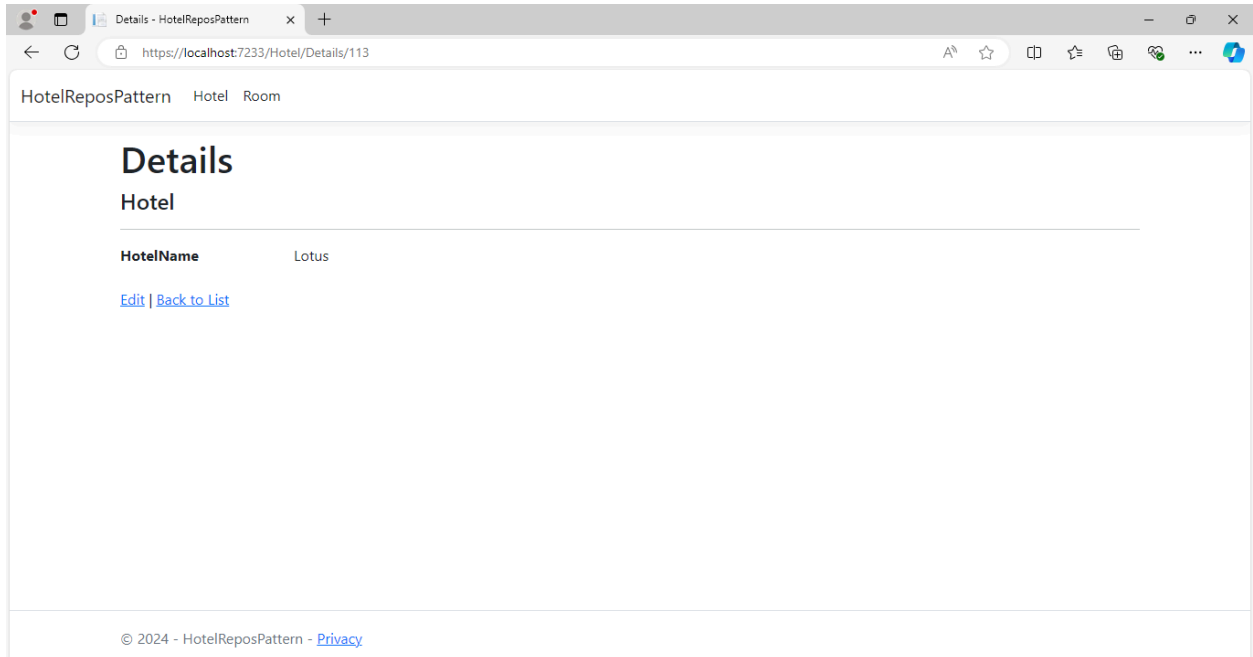 Details - HotelReposPattern
https://localhost:7233/Hotel/Details/113
HotelReposPattern Hotel Room
Details
Hotel
HotelName Lotus
Edit | Back to List
© 2024 - HotelReposPattern - Privacy